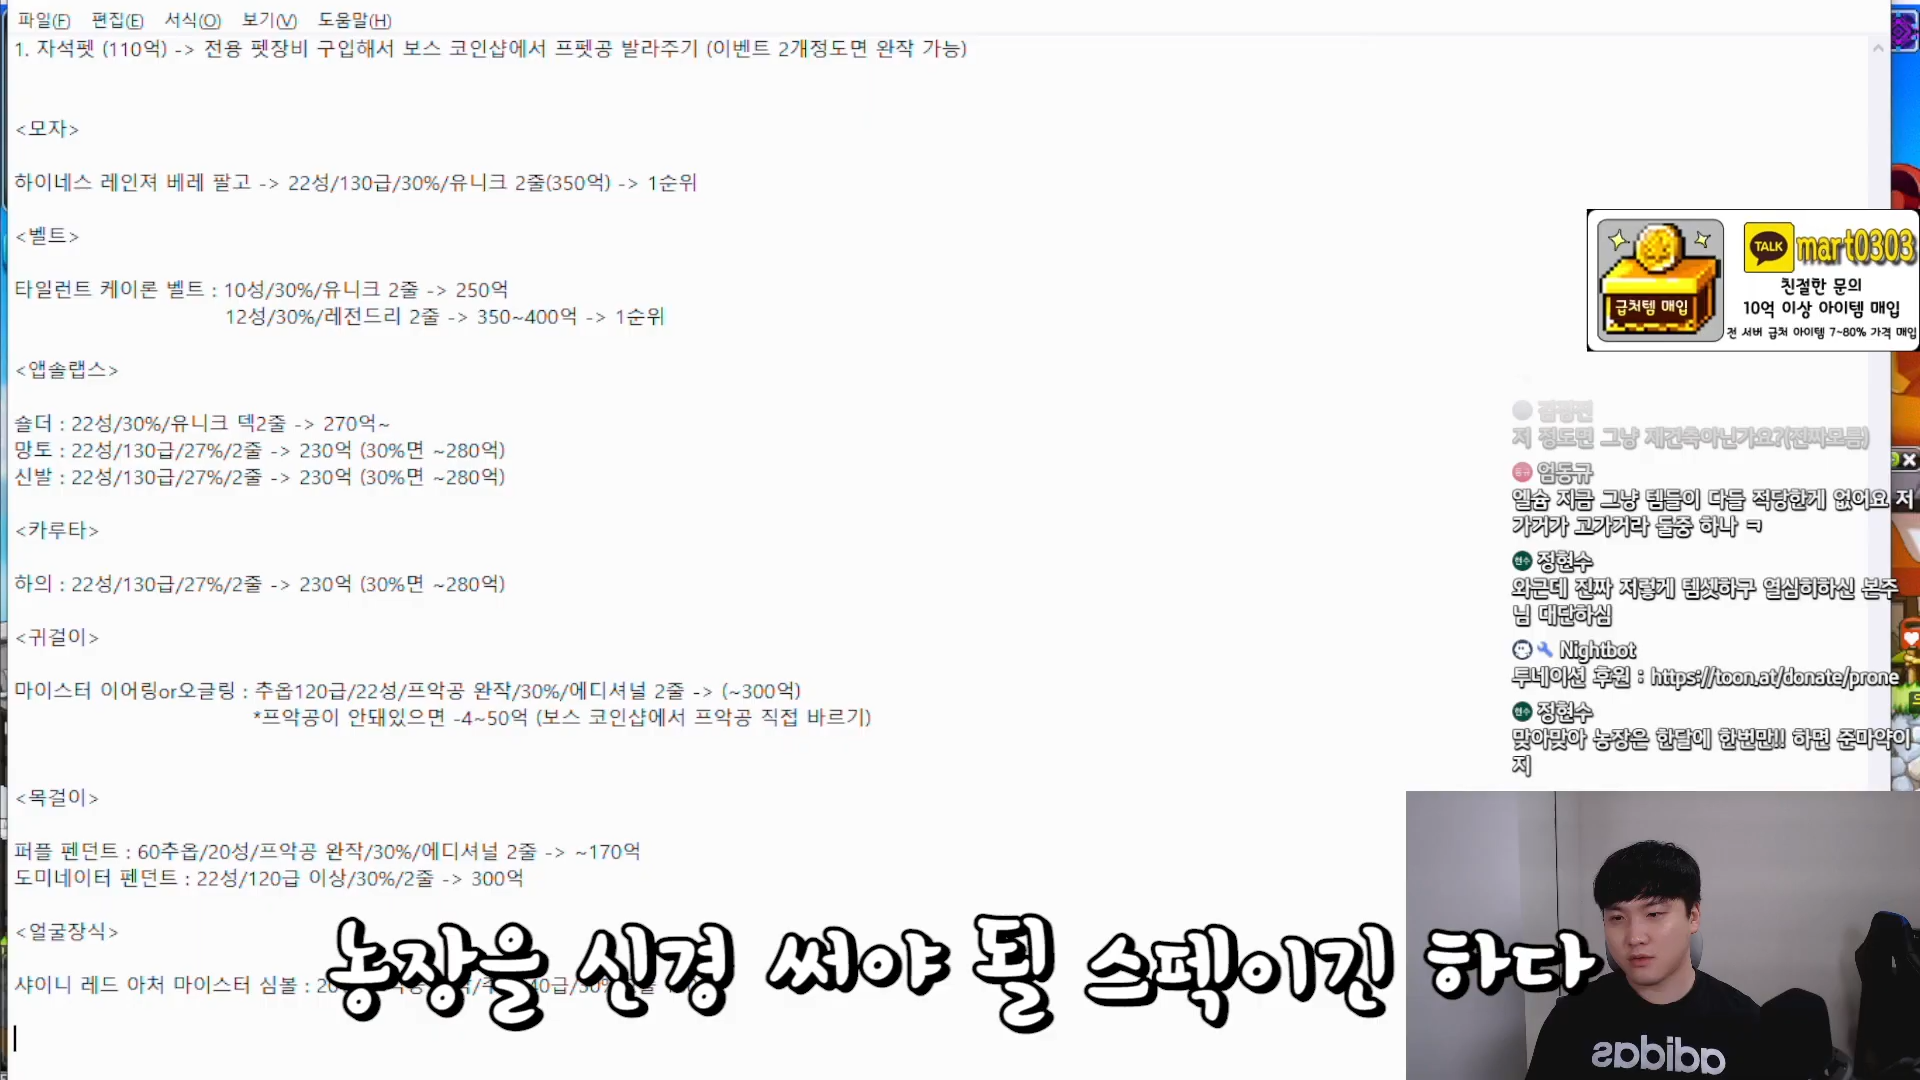 파일(F) 편집(E) 서식(O) 보기(V) 도움말(H)
1. 자석펫 (110억) -> 전용 펫장비 구입해서 보스 코인샵에서 프펫공 발라주기 (이벤트 2개정도면 완작 가능)
<모자>
하이네스 레인져 베레 팔고 -> 22성/130급/30%/유니크 2줄(350억) -> 1순위
<벨트>
타일런트 케이론 벨트 : 10성/30%/유니크 2줄 -> 250억
12성/30%/레전드리 2줄 -> 350~400억 -> 1순위
<앱솔랩스>
숄더 : 22성/30%/유니크 덱2줄 -> 270억~
망토 : 22성/130급/27%/2줄 -> 230억 (30%면 ~280억)
신발 : 22성/130급/27%/2줄 -> 230억 (30%면 ~280억)
<카루타>
하의 : 22성/130급/27%/2줄 -> 230억 (30%면 ~280억)
<귀걸이>
마이스터 이어링or오글링 : 추옵120급/22성/프악공 완작/30%/에디셔널 2줄 -> (~300억)
*프악공이 안돼있으면 -4~50억 (보스 코인샵에서 프악공 직접 바르기)
<목걸이>
퍼플 펜던트 : 60추옵/20성/프악공 완작/30%/에디셔널 2줄 -> ~170억
도미네이터 펜던트 : 22성/120급 이상/30%/2줄 -> 300억
<얼굴장식>
샤이니 레드 아처 마이스터 심볼 :
농장을 신경 써야 될 스펙이긴 하다
급처템 매입
TALK mart0303
친절한 문의
10억 이상 아이템 매입
전 서버 급처 아이템 7~80% 가격 매입
저 정도면 그냥 재건축아닌가요?(진짜모름)
엄동규
엘숨 지금 그냥 템들이 다들 적당한게 없어요 저
가거가 고가거라 둘중 하나 ㅋ
현수 정현수
와근데 진짜 저렇게 템셋하구 열심히하신 본주
님 대단하심
Nightbot
투네이션 후원 : https://toon.at/donate/prone
현수 정현수
맞아맞아 농장은 한달에 한번만!! 하면 준마약이
지
adidas